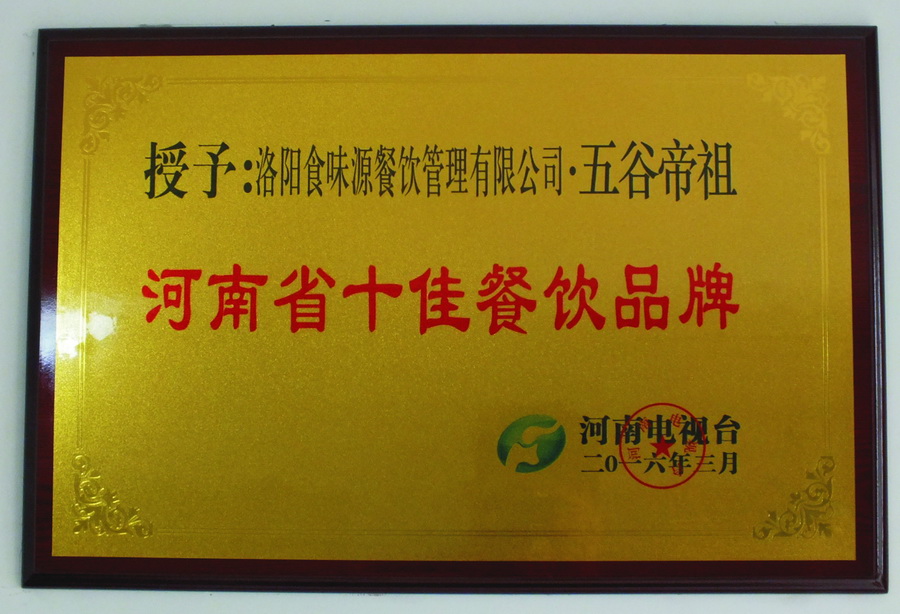 授予:洛阳食味源餐饮管理有限公司·五谷帝祖
河南省十佳餐饮品牌
河南电视台
二0一六年三月